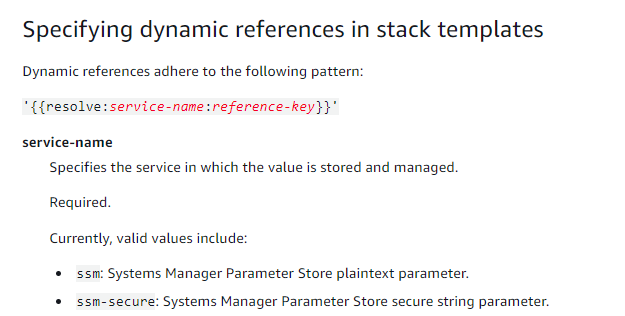 Specifying dynamic references in stack templates
Dynamic references adhere to the following pattern:
'{{resolve:service-name:reference-key}}'
service-name
Specifies the service in which the value is stored and managed.
Required.
Currently, valid values include:
• ssm: Systems Manager Parameter Store plaintext parameter.
• ssm-secure: Systems Manager Parameter Store secure string parameter.